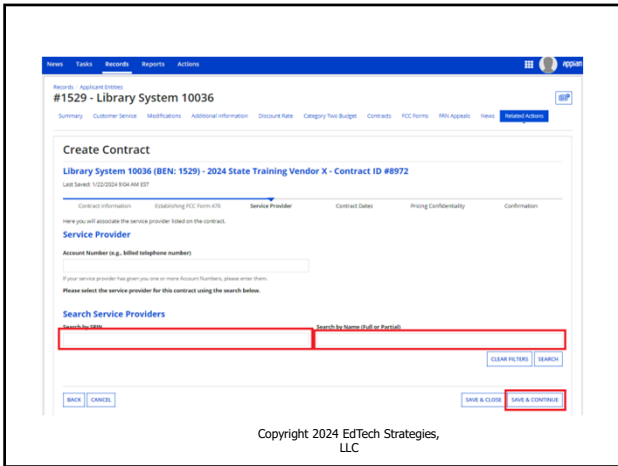 News Tasks Records Reports Actions appian
Records / Applicant Entities
#1529 - Library System 10036
Summary Customer Service Modifications Additional Information Discount Rate Category Two Budget Contracts FCC Forms FRN Appeals News Related Actions
Create Contract
Library System 10036 (BEN: 1529) - 2024 State Training Vendor X - Contract ID #8972
Last Saved: 1/22/2024 9:04 AM EST
Contract Information Establishing FCC Form 470 Service Provider Contract Dates Pricing Confidentiality Confirmation
Here you will associate the service provider listed on the contract.
Service Provider
Account Number (e.g., billed telephone number)
If your service provider has given you one or more Account Numbers, please enter them.
Please select the service provider for this contract using the search below.
Search Service Providers
Search by SPIN Search by Name (Full or Partial)
CLEAR FILTERS SEARCH
BACK CANCEL SAVE & CLOSE SAVE & CONTINUE
Copyright 2024 EdTech Strategies,
LLC